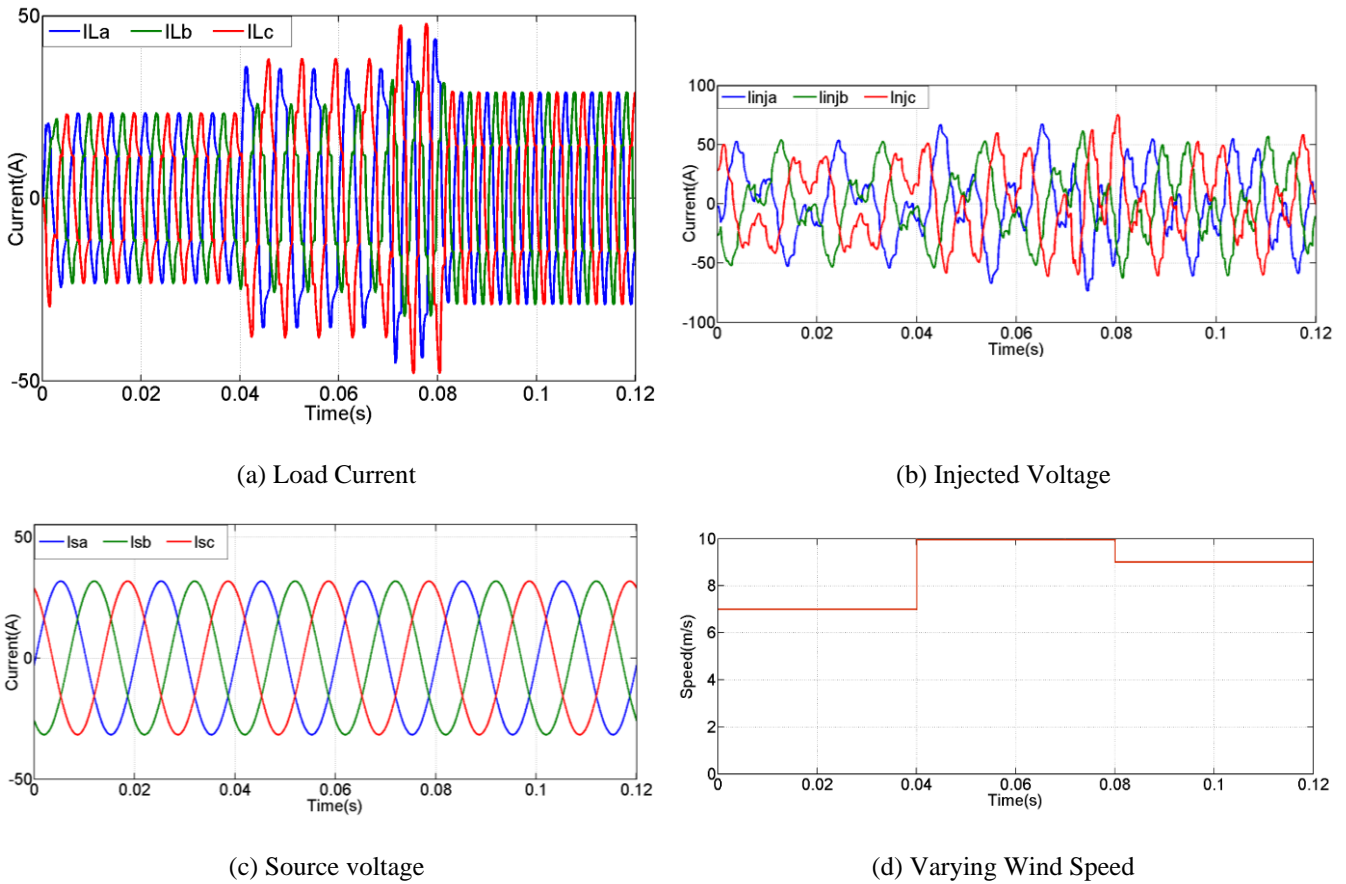 50
ILa ILb ILc
Current(A)
0
-50
0 0.02 0.04 0.06 0.08 0.1 0.12
Time(s)
(a) Load Current
100
Iinja Iinjb Injc
50
Current(A)
0
-50
-100
0 0.02 0.04 0.06 0.08 0.1 0.12
Time(s)
(b) Injected Voltage
50
Isa Isb Isc
Current(A)
0
-50
0 0.02 0.04 0.06 0.08 0.1 0.12
Time(s)
(c) Source voltage
10
8
6
Speed(m/s)
4
2
0
0 0.02 0.04 0.06 0.08 0.1 0.12
Time(s)
(d) Varying Wind Speed